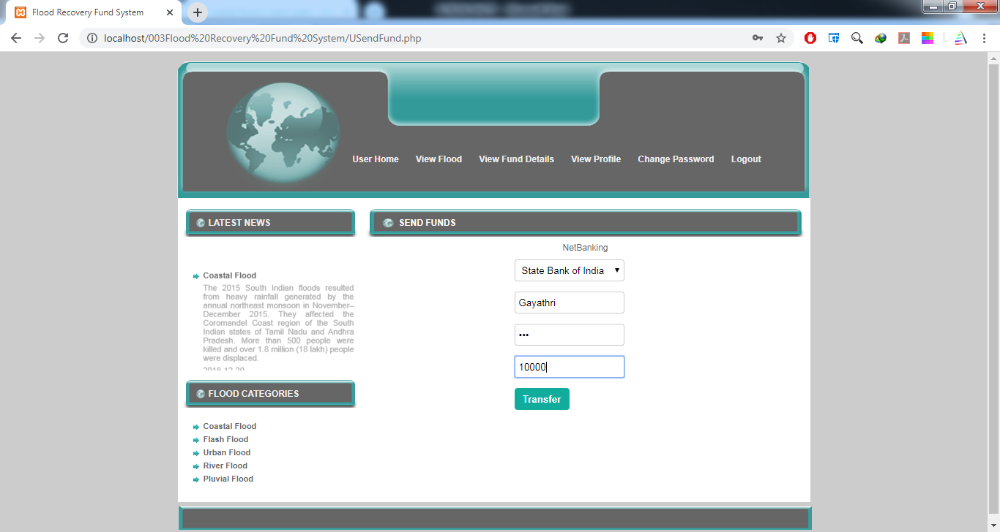 Flood Recovery Fund System
localhost/003Flood%20Recovery%20Fund%20System/USendFund.php
User Home View Flood View Fund Details View Profile Change Password Logout
LATEST NEWS
Coastal Flood
The 2015 South Indian floods resulted
from heavy rainfall generated by the
annual northeast monsoon in November–
December 2015. They affected the
Coromandel Coast region of the South
Indian states of Tamil Nadu and Andhra
Pradesh. More than 500 people were
killed and over 1.8 million (18 lakh) people
were displaced.
FLOOD CATEGORIES
Coastal Flood
Flash Flood
Urban Flood
River Flood
Pluvial Flood
SEND FUNDS
NetBanking
State Bank of India
Gayathri
•••
10000
Transfer